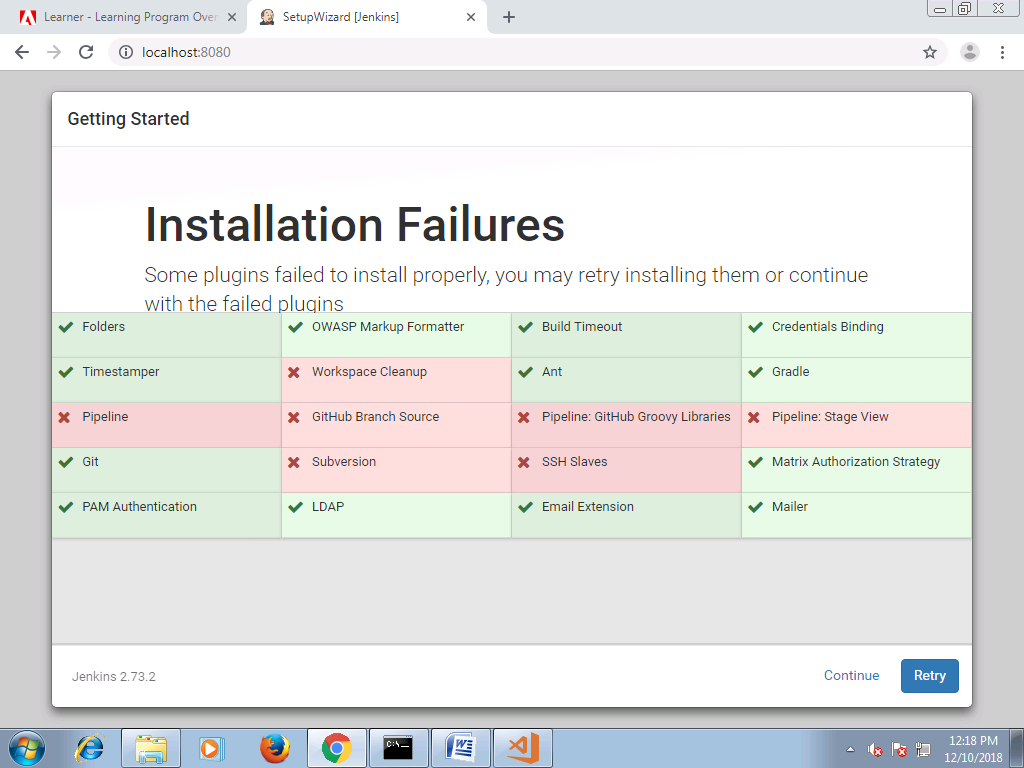 Learner - Learning Program Over
SetupWizard [Jenkins]
localhost:8080
Getting Started
Installation Failures
Some plugins failed to install properly, you may retry installing them or continue
with the failed plugins
Folders
OWASP Markup Formatter
Build Timeout
Credentials Binding
Timestamper
Workspace Cleanup
Ant
Gradle
Pipeline
GitHub Branch Source
Pipeline: GitHub Groovy Libraries
Pipeline: Stage View
Git
Subversion
SSH Slaves
Matrix Authorization Strategy
PAM Authentication
LDAP
Email Extension
Mailer
Jenkins 2.73.2
Continue
Retry
12:18 PM
12/10/2018